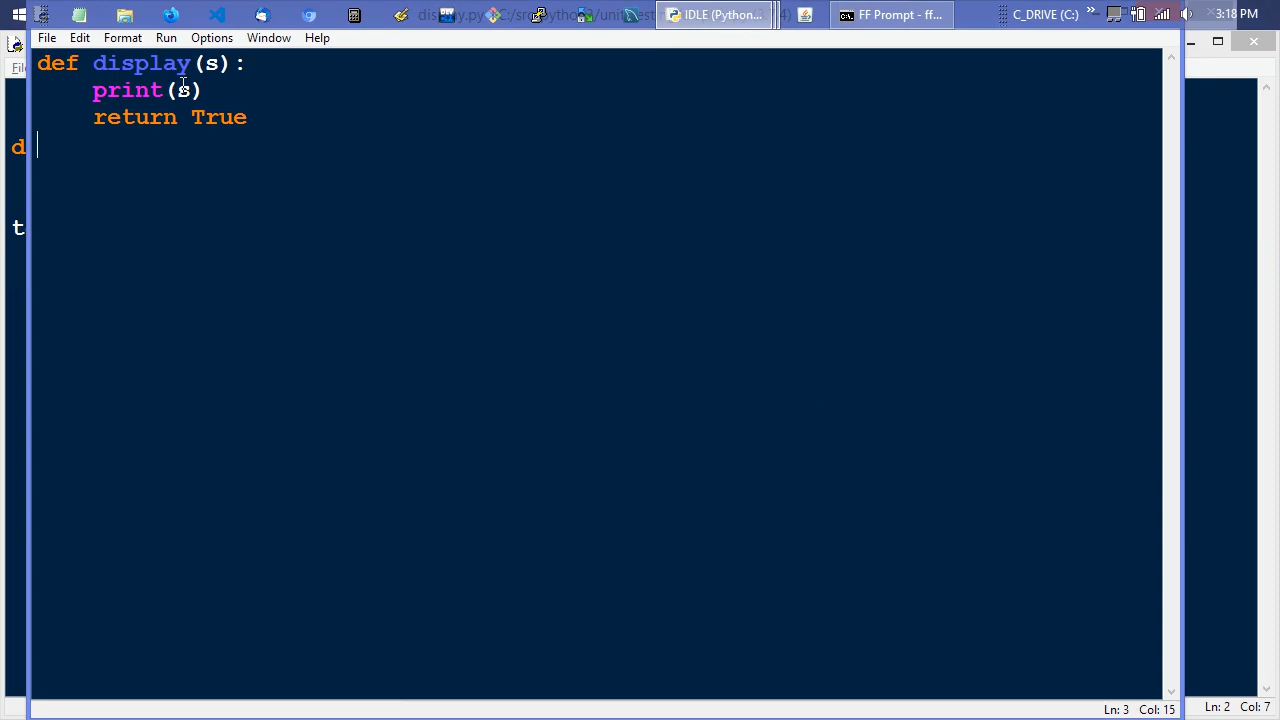 IDLE (Python...
FF Prompt - ff...
C_DRIVE (C:)
3:18 PM
File Edit Format Run Options Window Help
def display(s):
    print(s)
    return True
d
t
Ln: 3 Col: 15
Ln: 2 Col: 7